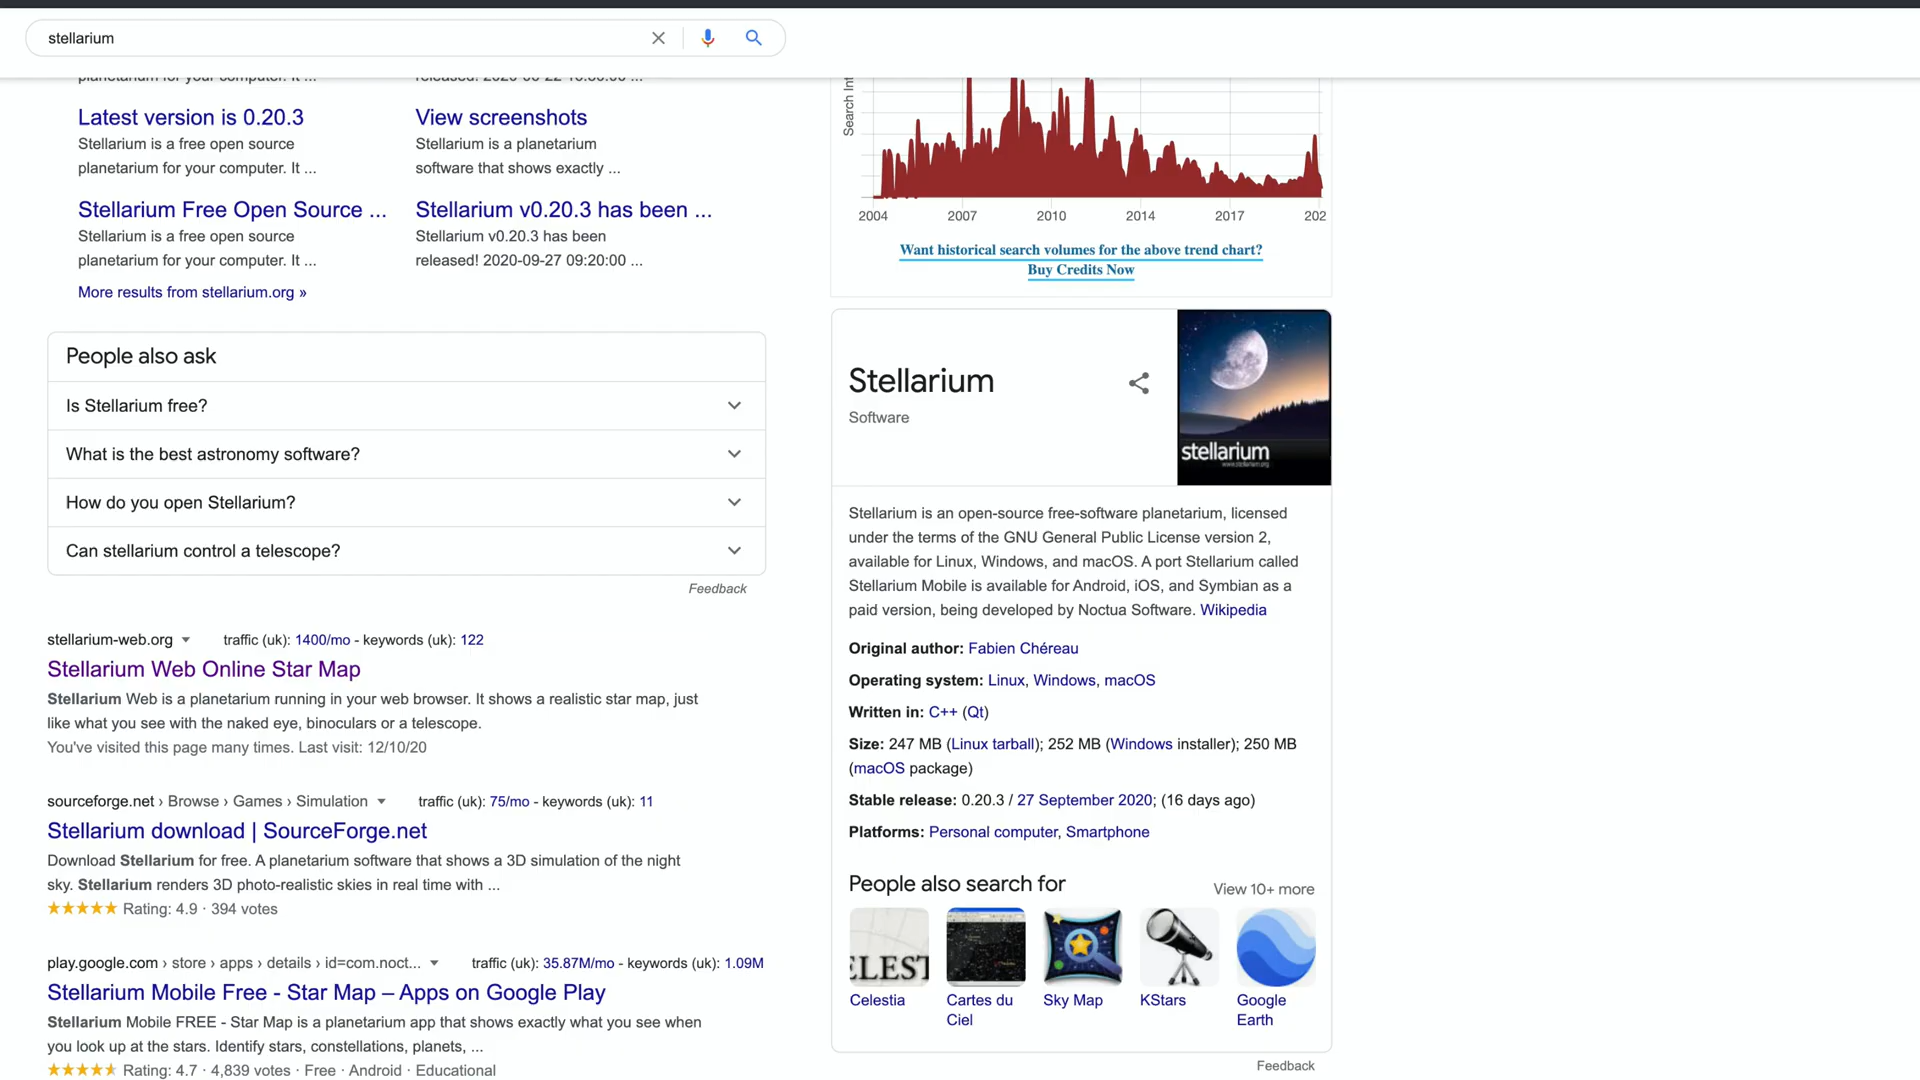 stellarium
planetarium for your computer. It ...
released! 2020-06-22 10:30:00 ...
Latest version is 0.20.3
Stellarium is a free open source
planetarium for your computer. It ...
View screenshots
Stellarium is a planetarium
software that shows exactly ...
Stellarium Free Open Source ...
Stellarium is a free open source
planetarium for your computer. It ...
Stellarium v0.20.3 has been ...
Stellarium v0.20.3 has been
released! 2020-09-27 09:20:00 ...
More results from stellarium.org »
People also ask
Is Stellarium free?
What is the best astronomy software?
How do you open Stellarium?
Can stellarium control a telescope?
Feedback
stellarium-web.org traffic (uk): 1400/mo - keywords (uk): 122
Stellarium Web Online Star Map
Stellarium Web is a planetarium running in your web browser. It shows a realistic star map, just
like what you see with the naked eye, binoculars or a telescope.
You've visited this page many times. Last visit: 12/10/20
sourceforge.net › Browse › Games › Simulation traffic (uk): 75/mo - keywords (uk): 11
Stellarium download | SourceForge.net
Download Stellarium for free. A planetarium software that shows a 3D simulation of the night
sky. Stellarium renders 3D photo-realistic skies in real time with ...
Rating: 4.9 · 394 votes
play.google.com › store › apps › details › id=com.noct... traffic (uk): 35.87M/mo - keywords (uk): 1.09M
Stellarium Mobile Free - Star Map – Apps on Google Play
Stellarium Mobile FREE - Star Map is a planetarium app that shows exactly what you see when
you look up at the stars. Identify stars, constellations, planets, ...
Rating: 4.7 · 4,839 votes · Free · Android · Educational
Search Int
2004 2007 2010 2014 2017 202
Want historical search volumes for the above trend chart?
Buy Credits Now
Stellarium
Software
stellarium
www.stellarium.org
Stellarium is an open-source free-software planetarium, licensed
under the terms of the GNU General Public License version 2,
available for Linux, Windows, and macOS. A port Stellarium called
Stellarium Mobile is available for Android, iOS, and Symbian as a
paid version, being developed by Noctua Software. Wikipedia
Original author: Fabien Chéreau
Operating system: Linux, Windows, macOS
Written in: C++ (Qt)
Size: 247 MB (Linux tarball); 252 MB (Windows installer); 250 MB
(macOS package)
Stable release: 0.20.3 / 27 September 2020; (16 days ago)
Platforms: Personal computer, Smartphone
People also search for
View 10+ more
ELEST
Celestia
Cartes du
Ciel
Sky Map
KStars
Google
Earth
Feedback